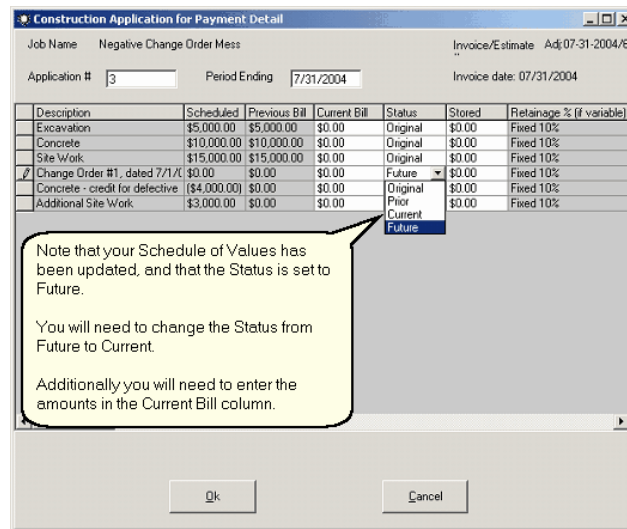 Construction Application for Payment Detail
Job Name Negative Change Order Mess Invoice/Estimate Adj:07-31-2004/6
Application # 3 Period Ending 7/31/2004 Invoice date: 07/31/2004
Description Scheduled Previous Bill Current Bill Status Stored Retainage % (if variable)
Excavation $5,000.00 $5,000.00 $0.00 Original $0.00 Fixed 10%
Concrete $10,000.00 $10,000.00 $0.00 Original $0.00 Fixed 10%
Site Work $15,000.00 $15,000.00 $0.00 Original $0.00 Fixed 10%
Change Order #1, dated 7/1/( $0.00 $0.00 $0.00 Future $0.00 Fixed 10%
Concrete - credit for defective ($4,000.00) $0.00 $0.00 Original $0.00 Fixed 10%
Additional Site Work $3,000.00 $0.00 $0.00 Prior $0.00 Fixed 10%
Current
Future
Note that your Schedule of Values has
been updated, and that the Status is set to
Future.
You will need to change the Status from
Future to Current.
Additionally you will need to enter the
amounts in the Current Bill column.
Ok Cancel